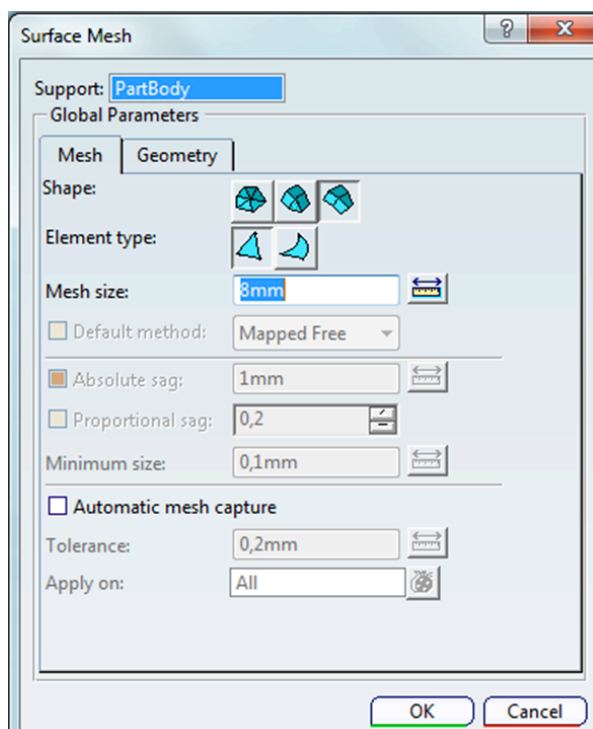 Surface Mesh
Support: PartBody
Global Parameters
Mesh Geometry
Shape:
Element type:
Mesh size: 8mm
Default method: Mapped Free
Absolute sag: 1mm
Proportional sag: 0,2
Minimum size: 0,1mm
Automatic mesh capture
Tolerance: 0,2mm
Apply on: All
OK Cancel